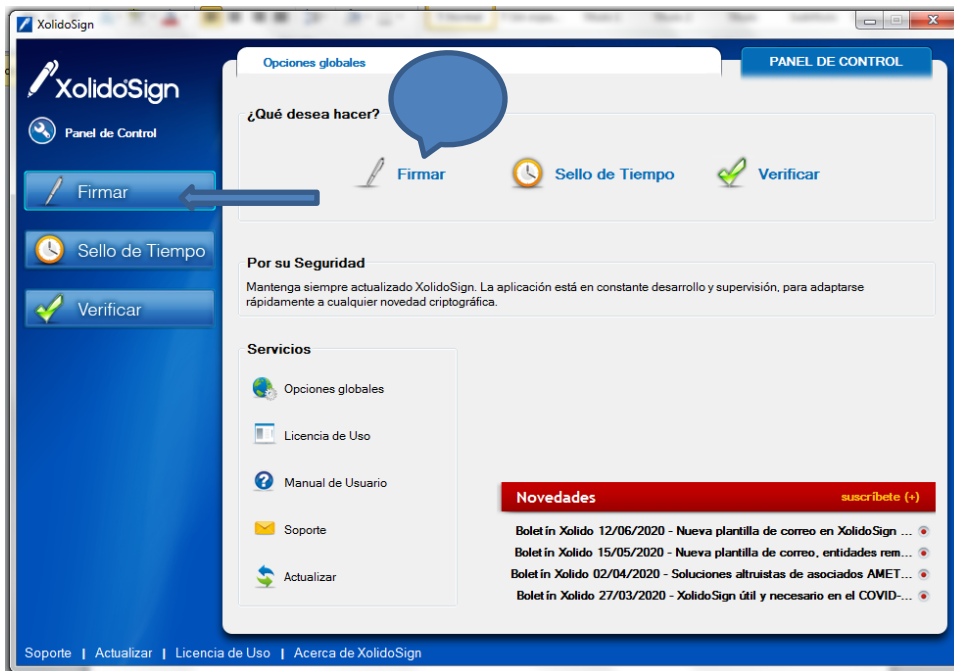 XolidoSign
XolidoSign
Panel de Control
Firmar
Sello de Tiempo
Verificar
Opciones globales
PANEL DE CONTROL
¿Qué desea hacer?
Firmar
Sello de Tiempo
Verificar
Por su Seguridad
Mantenga siempre actualizado XolidoSign. La aplicación está en constante desarrollo y supervisión, para adaptarse
rápidamente a cualquier novedad criptográfica.
Servicios
Opciones globales
Licencia de Uso
Manual de Usuario
Soporte
Actualizar
Novedades
suscríbete (+)
Boletín Xolido 12/06/2020 - Nueva plantilla de correo en XolidoSign ...
Boletín Xolido 15/05/2020 - Nueva plantilla de correo, entidades rem...
Boletín Xolido 02/04/2020 - Soluciones altruistas de asociados AMET...
Boletín Xolido 27/03/2020 - XolidoSign útil y necesario en el COVID-...
Soporte | Actualizar | Licencia de Uso | Acerca de XolidoSign